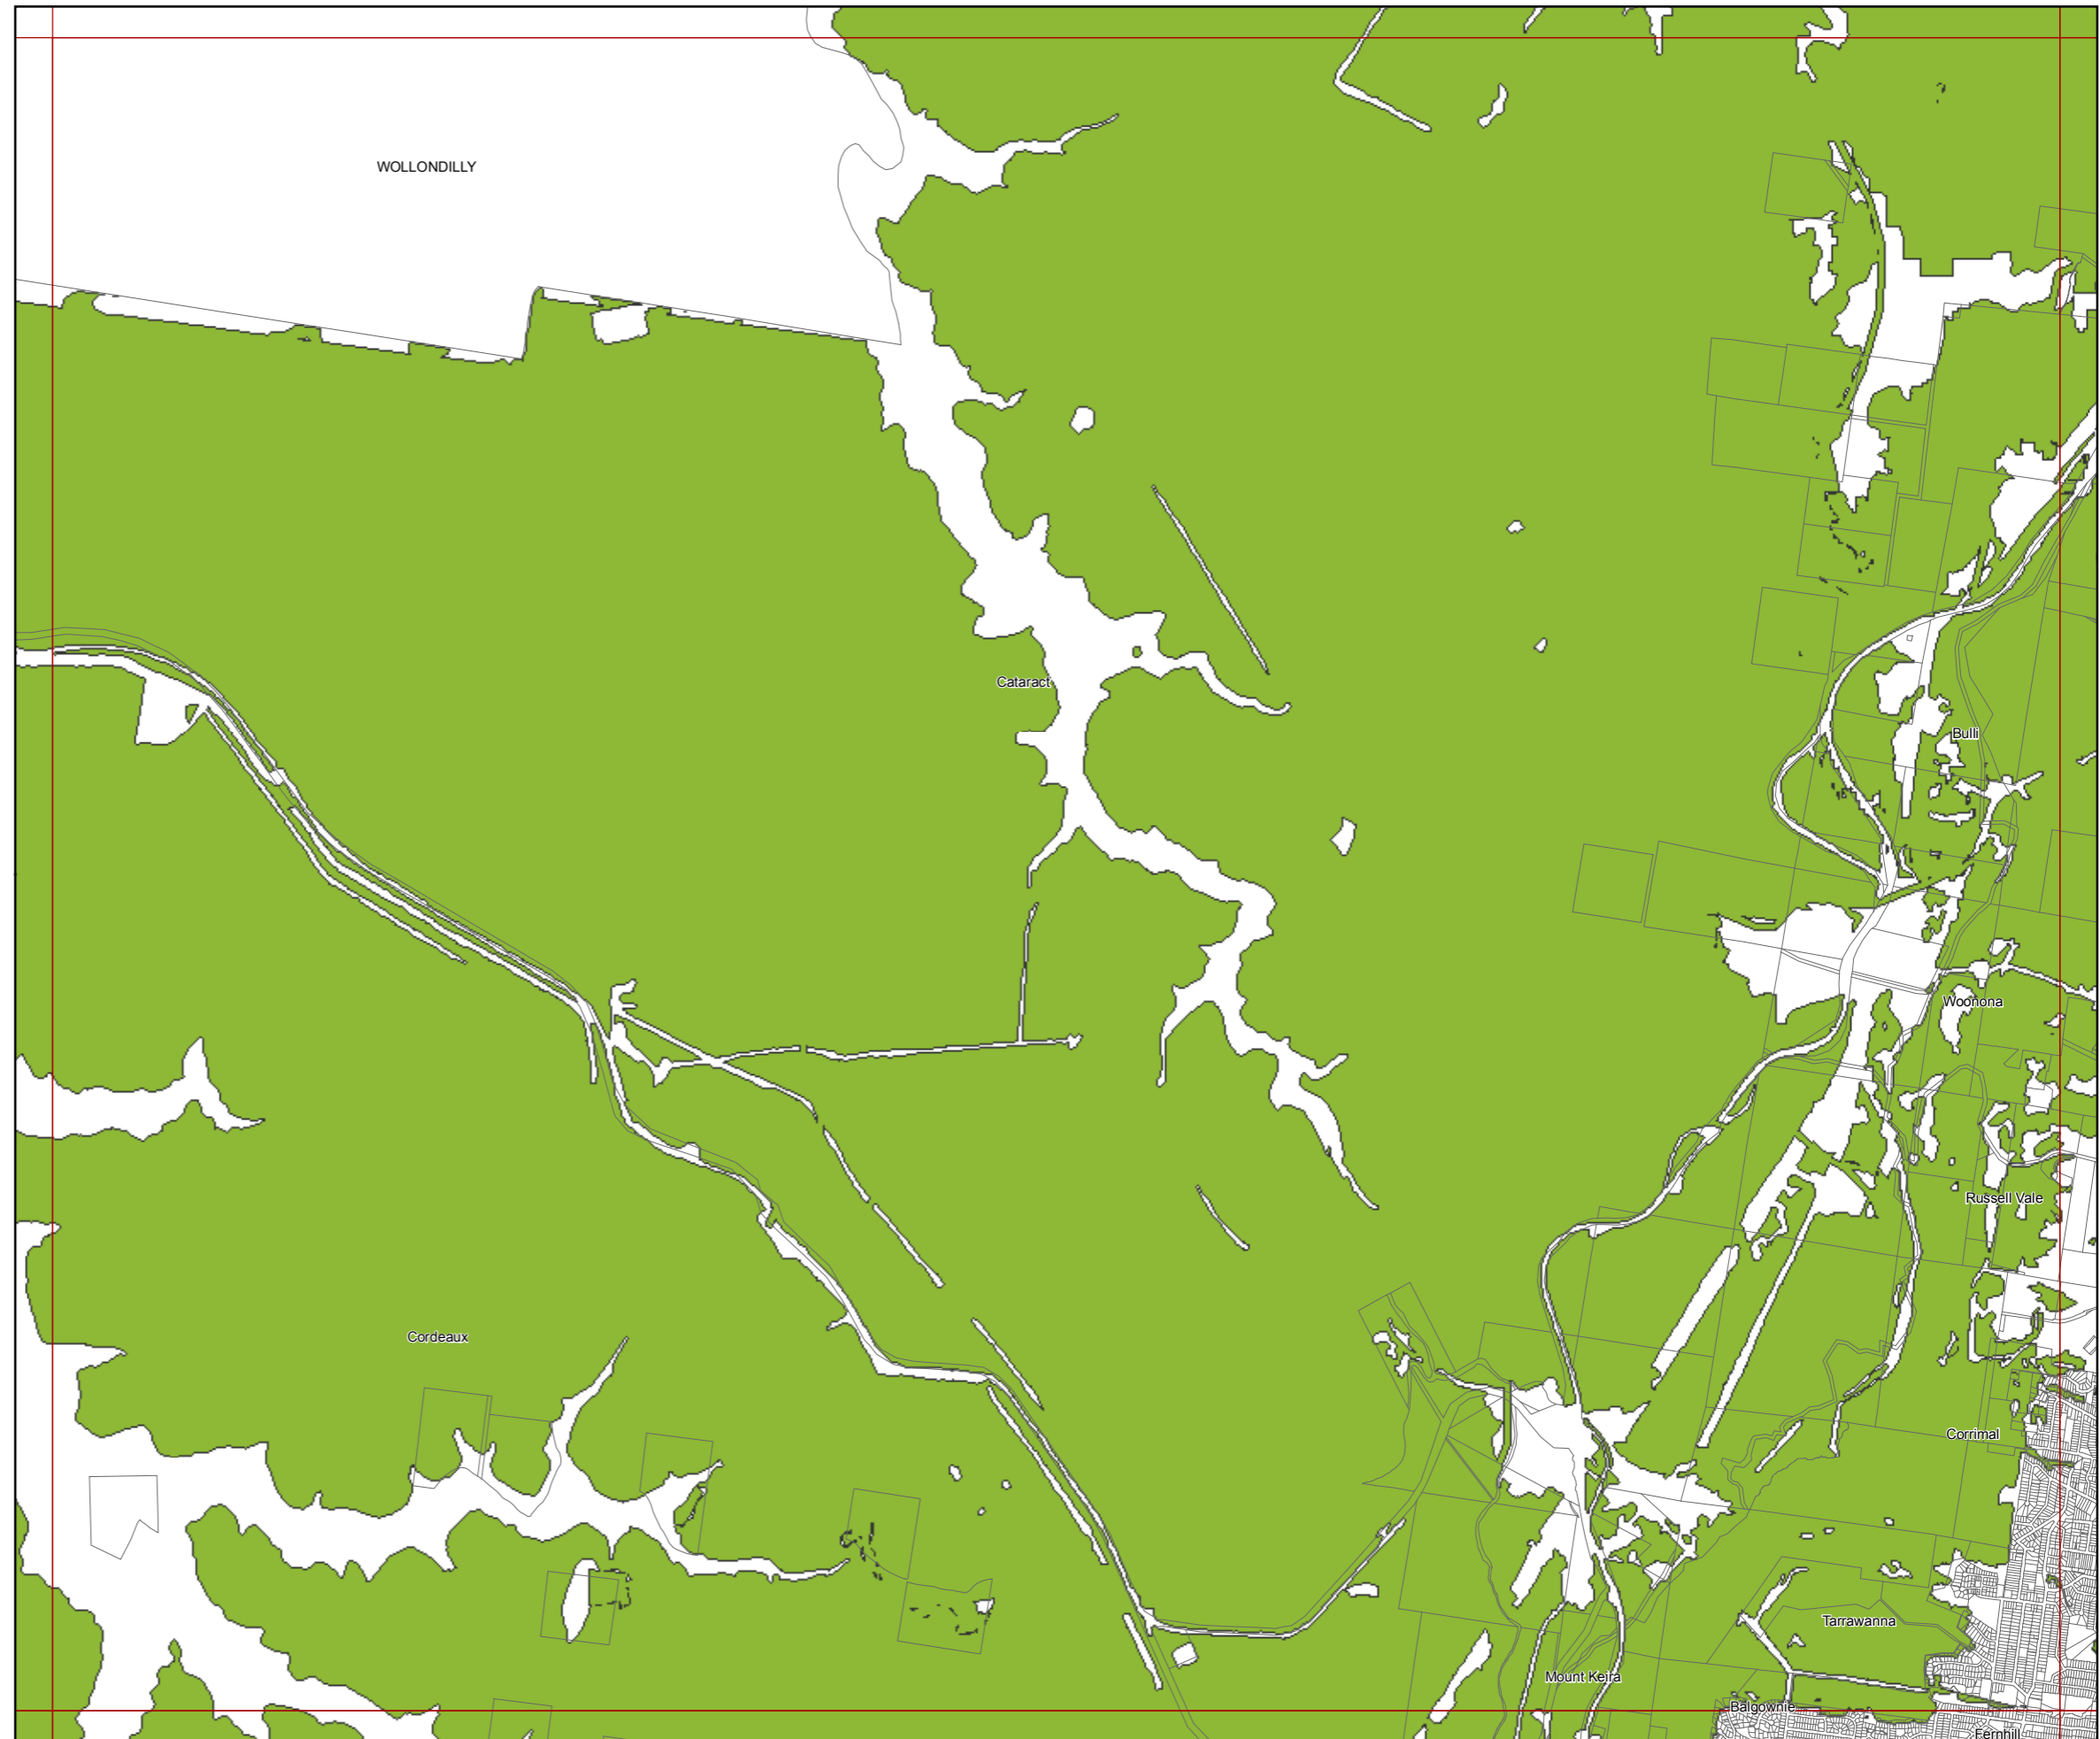 WOLLONDILLY
Cataract
Bulli
Woonona
Russell Vale
Cordeaux
Corrimal
Tarrawanna
Mount Keira
Balgownie
Fernhill